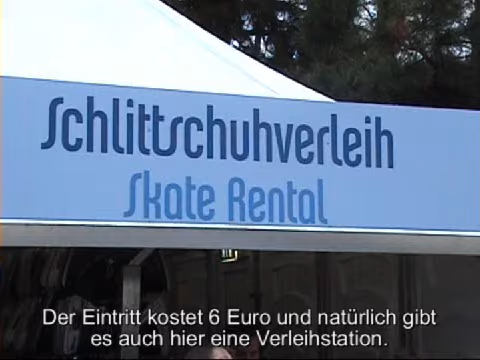 Schlittschuhverleih
Skate Rental
Der Eintritt kostet 6 Euro und natürlich gibt
es auch hier eine Verleihstation.